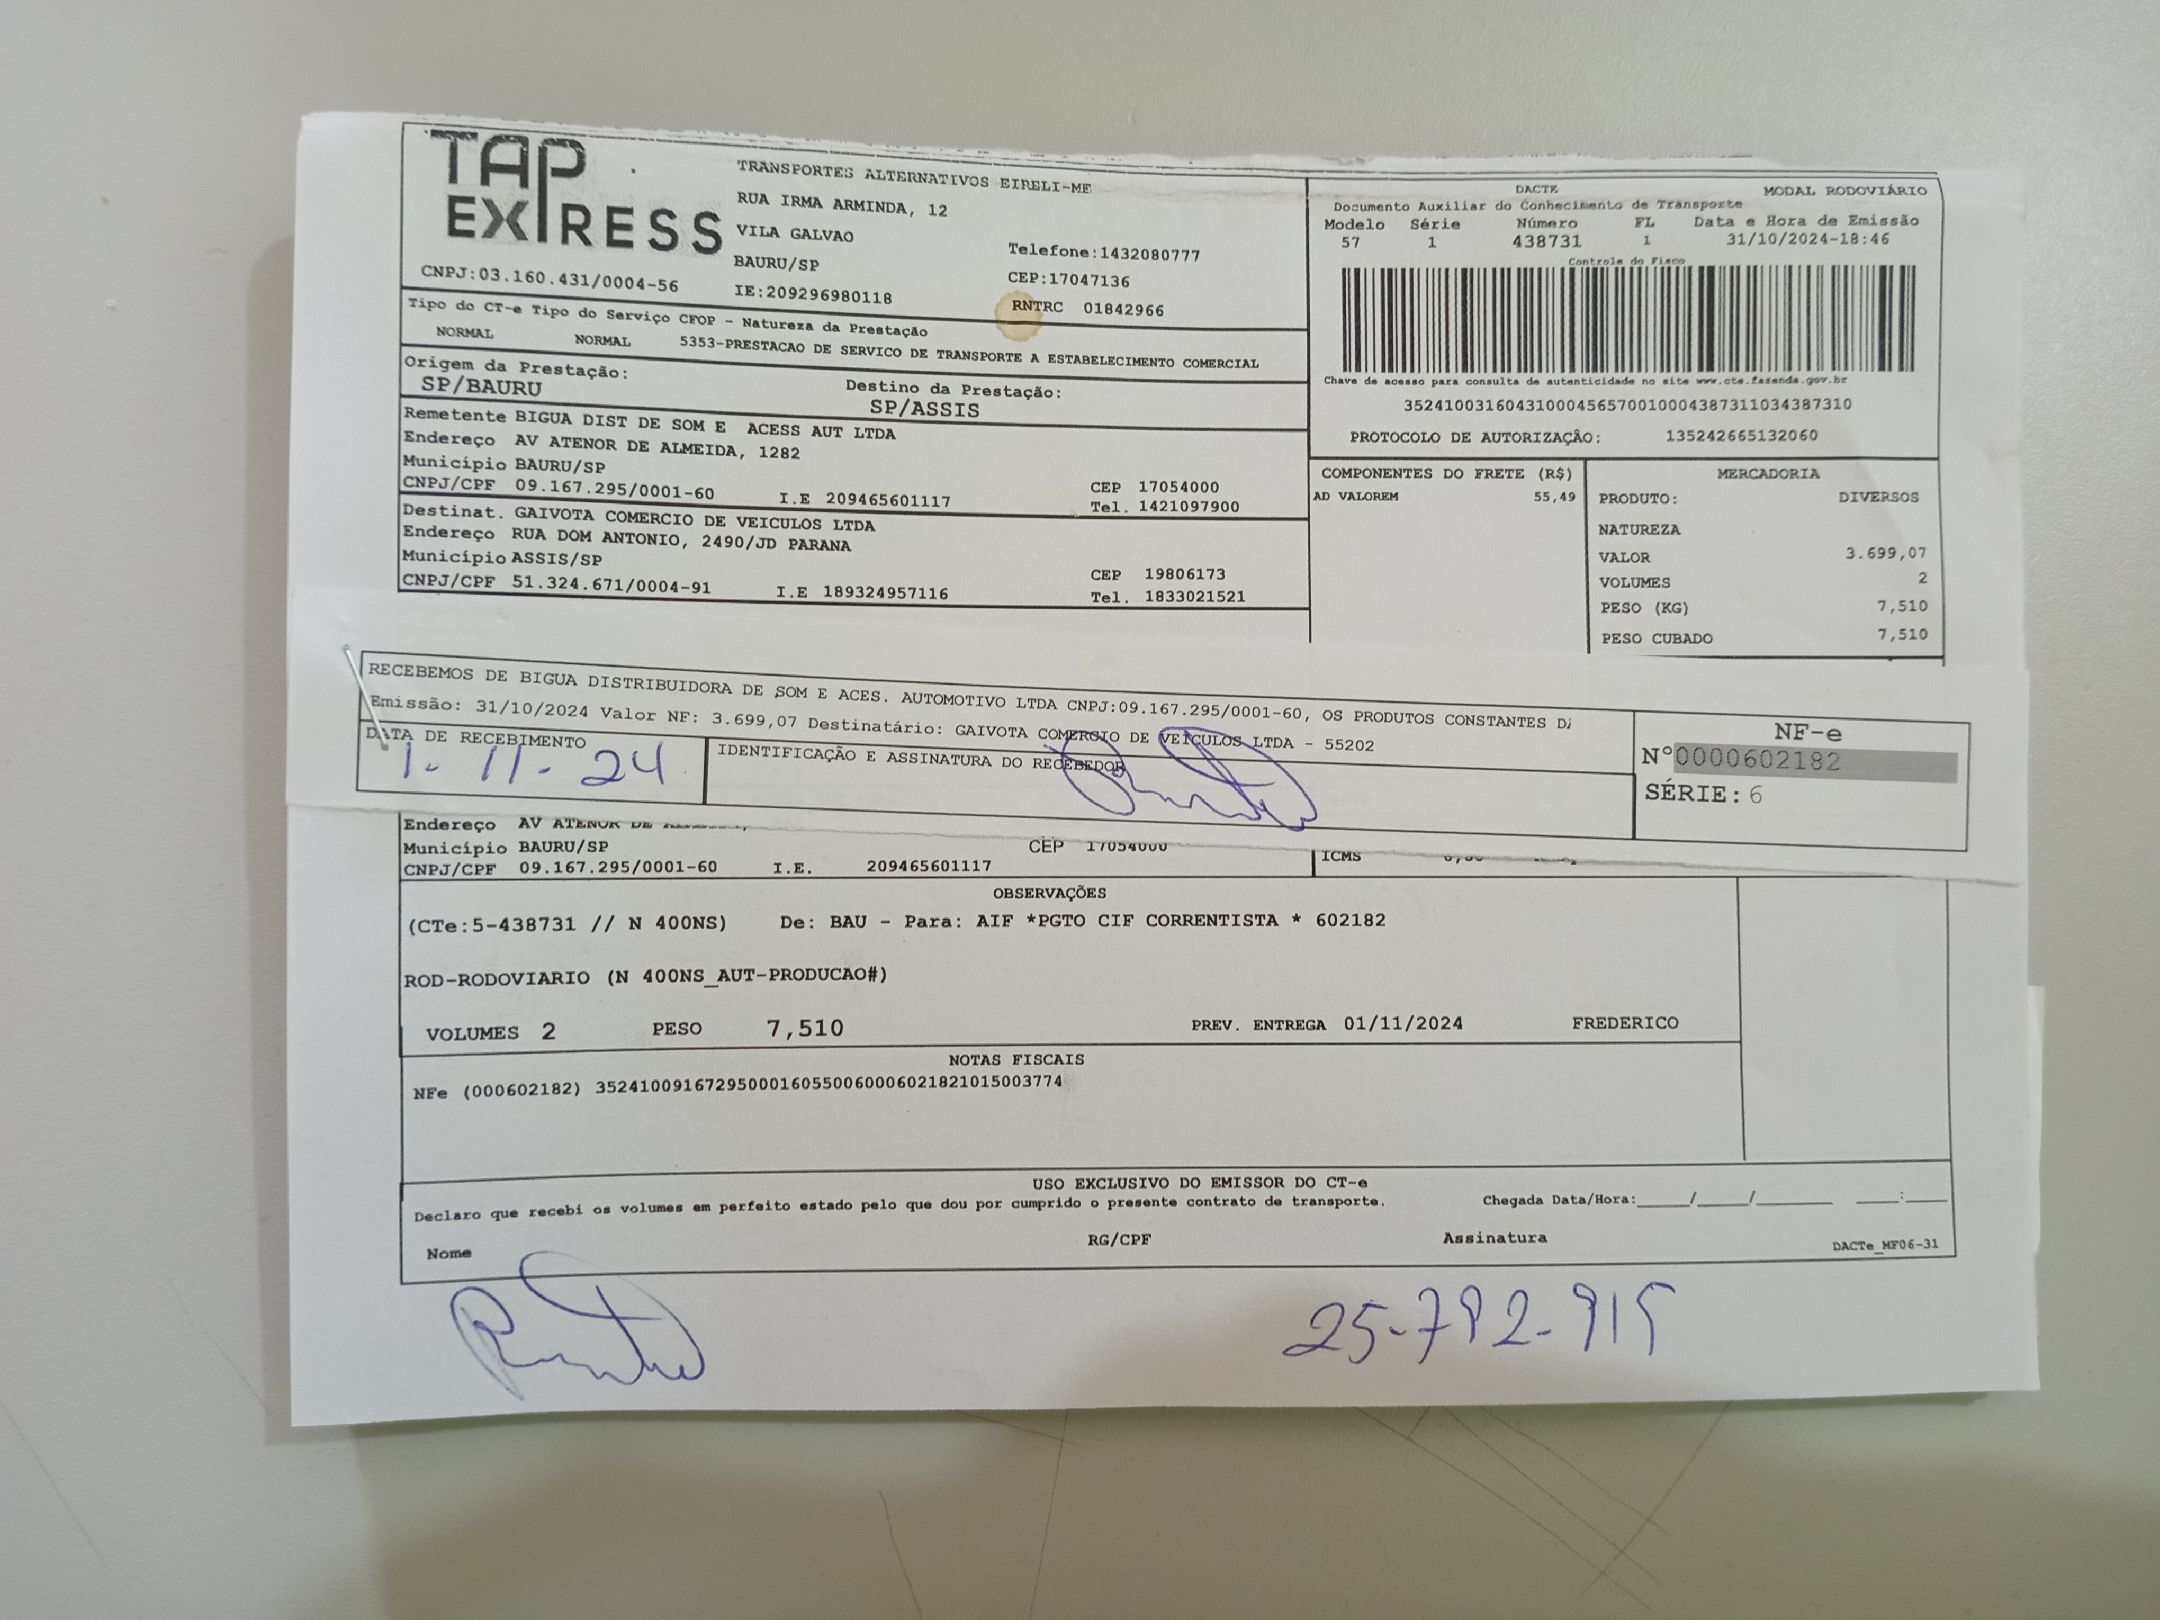 TAP
EXPRESS
CNPJ:03.160.431/0004-56
TRANSPORTES ALTERNATIVOS EIRELI-ME
RUA IRMA ARMINDA, 12
VILA GALVAO
BAURU/SP
IE:209296980118
Telefone:1432080777
CEP:17047136
RNTRC 01842966
Tipo do CT-e Tipo do Serviço CFOP - Natureza da Prestação
NORMAL NORMAL 5353-PRESTACAO DE SERVICO DE TRANSPORTE A ESTABELECIMENTO COMERCIAL
Origem da Prestação: Destino da Prestação:
SP/BAURU SP/ASSIS
Remetente BIGUA DIST DE SOM E ACESS AUT LTDA
Endereço AV ATENOR DE ALMEIDA, 1282
Município BAURU/SP CEP 17054000
CNPJ/CPF 09.167.295/0001-60 I.E 209465601117 Tel. 1421097900
Destinat. GAIVOTA COMERCIO DE VEICULOS LTDA
Endereço RUA DOM ANTONIO, 2490/JD PARANA
Município ASSIS/SP CEP 19806173
CNPJ/CPF 51.324.671/0004-91 I.E 189324957116 Tel. 1833021521
DACTE MODAL RODOVIÁRIO
Documento Auxiliar do Conhecimento de Transporte
Modelo Série Número FL Data e Hora de Emissão
57 1 438731 1 31/10/2024-18:46
Controle do Fisco
Chave de acesso para consulta de autenticidade no site www.cte.fazenda.gov.br
35241003160431000456570010004387311034387310
PROTOCOLO DE AUTORIZAÇÃO: 135242665132060
COMPONENTES DO FRETE (R$)
AD VALOREM 55,49
MERCADORIA
PRODUTO: DIVERSOS
NATUREZA
VALOR 3.699,07
VOLUMES 2
PESO (KG) 7,510
PESO CUBADO 7,510
RECEBEMOS DE BIGUA DISTRIBUIDORA DE SOM E ACES. AUTOMOTIVO LTDA CNPJ:09.167.295/0001-60, OS PRODUTOS CONSTANTES
Emissão: 31/10/2024 Valor NF: 3.699,07 Destinatário: GAIVOTA COMERCIO DE VEICULOS LTDA - 55202
DATA DE RECEBIMENTO
1-11-24
IDENTIFICAÇÃO E ASSINATURA DO RECEBEDOR
NF-e
N°0000602182
SÉRIE: 6
Endereço AV ATENOR DE
Município BAURU/SP CEP 17054000
CNPJ/CPF 09.167.295/0001-60 I.E. 209465601117
ICMS
OBSERVAÇÕES
(CTe:5-438731 // N 400NS) De: BAU - Para: AIF *PGTO CIF CORRENTISTA * 602182
ROD-RODOVIARIO (N 400NS_AUT-PRODUCAO#)
VOLUMES 2 PESO 7,510 PREV. ENTREGA 01/11/2024 FREDERICO
NOTAS FISCAIS
NFe (000602182) 35241009167295000160550060006021821015003774
USO EXCLUSIVO DO EMISSOR DO CT-e
Declaro que recebi os volumes em perfeito estado pelo que dou por cumprido o presente contrato de transporte. Chegada Data/Hora:____/____/______ ____:____
Nome RG/CPF Assinatura DACTe_MF06-31
25-792-915